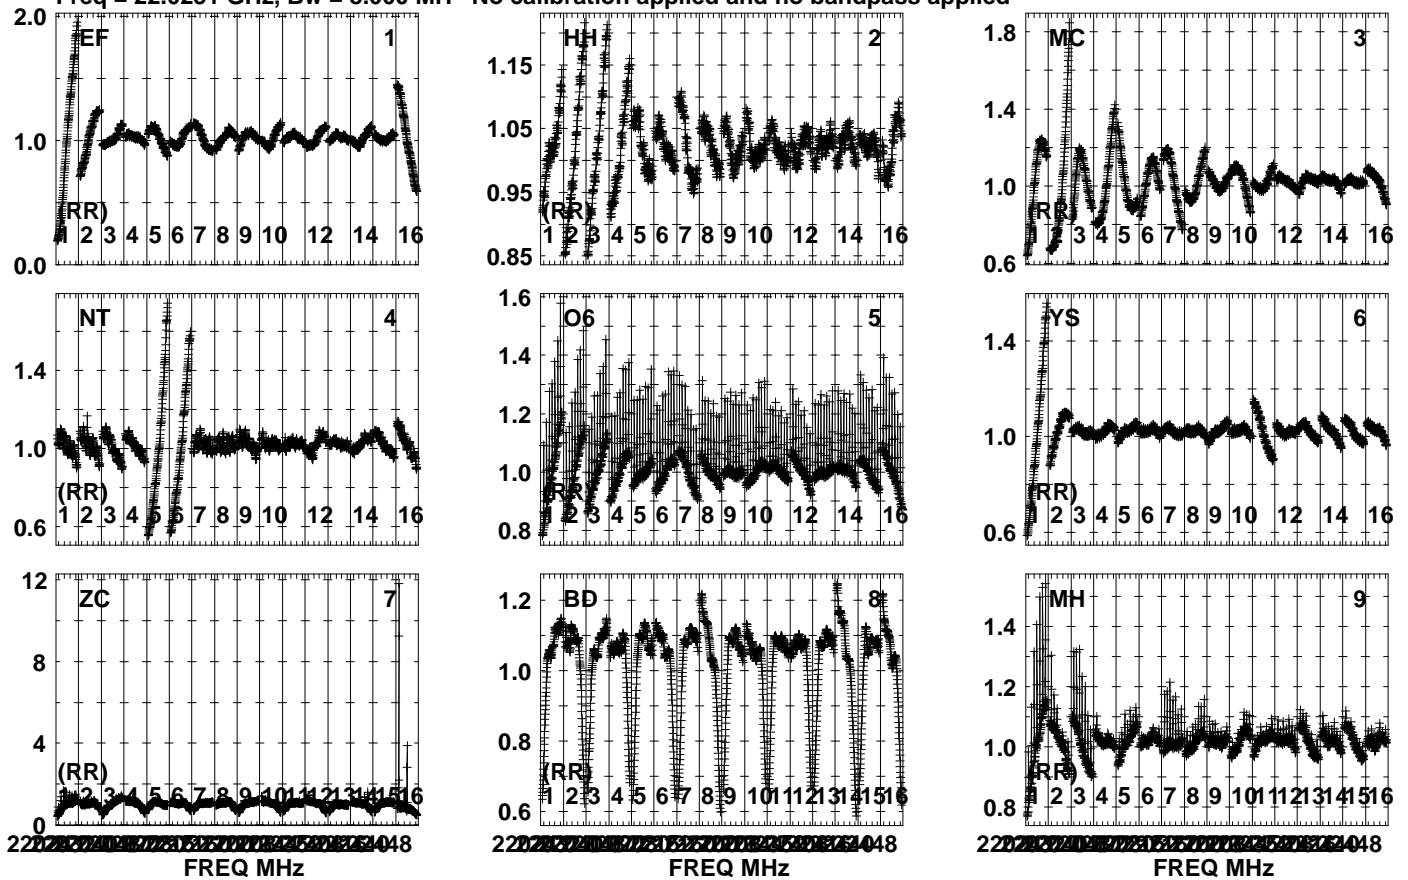 Freq = 22.0251 GHz, Bw = 8.000 MH No calibration applied and no bandpass applied
2.0 EF 1 HH 2 1.8 MC 3
1.15
1.4
1.0 1.05
1.0
0.95
(RR) (RR) (RR)
1 2 3 4 5 6 7 8 9 10 12 14 16 1 2 3 4 5 6 7 8 9 10 12 14 16 1 3 3 4 5 6 7 8 9 10 12 14 16
0.0 0.85 0.6
NT 4 1.6 O6 5 YS 6
1.4 1.4 1.4
1.2
1.0 1.0 1.0
(RR) (RR) (RR)
1 2 3 4 5 6 7 8 9 10 12 14 16 1 2 3 4 5 6 7 8 9 10 12 14 16 1 2 3 4 5 6 7 8 9 10 12 14 16
0.6 0.8 0.6
12 ZC 7 1.2 BD 8 MH 9
1.4
8 1.0
1.2
4 0.8 1.0
(RR) (RR) (RR)
1 2 3 4 5 6 7 8 9 10 11 12 13 14 15 16 1 2 3 4 5 6 7 8 9 10 11 12 13 14 15 16 1 2 3 4 5 6 7 8 9 10 11 12 13 14 15 16
0 0.6 0.8
FREQ MHz FREQ MHz FREQ MHz